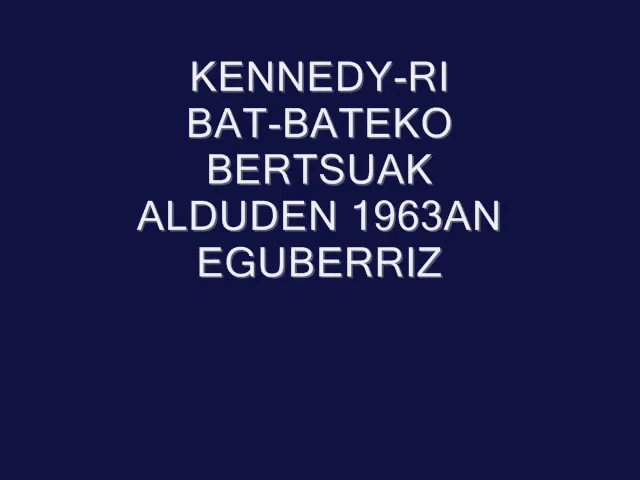 KENNEDY-RI
BAT-BATEKO
BERTSUAK
ALDUDEN 1963AN
EGUBERRIZ